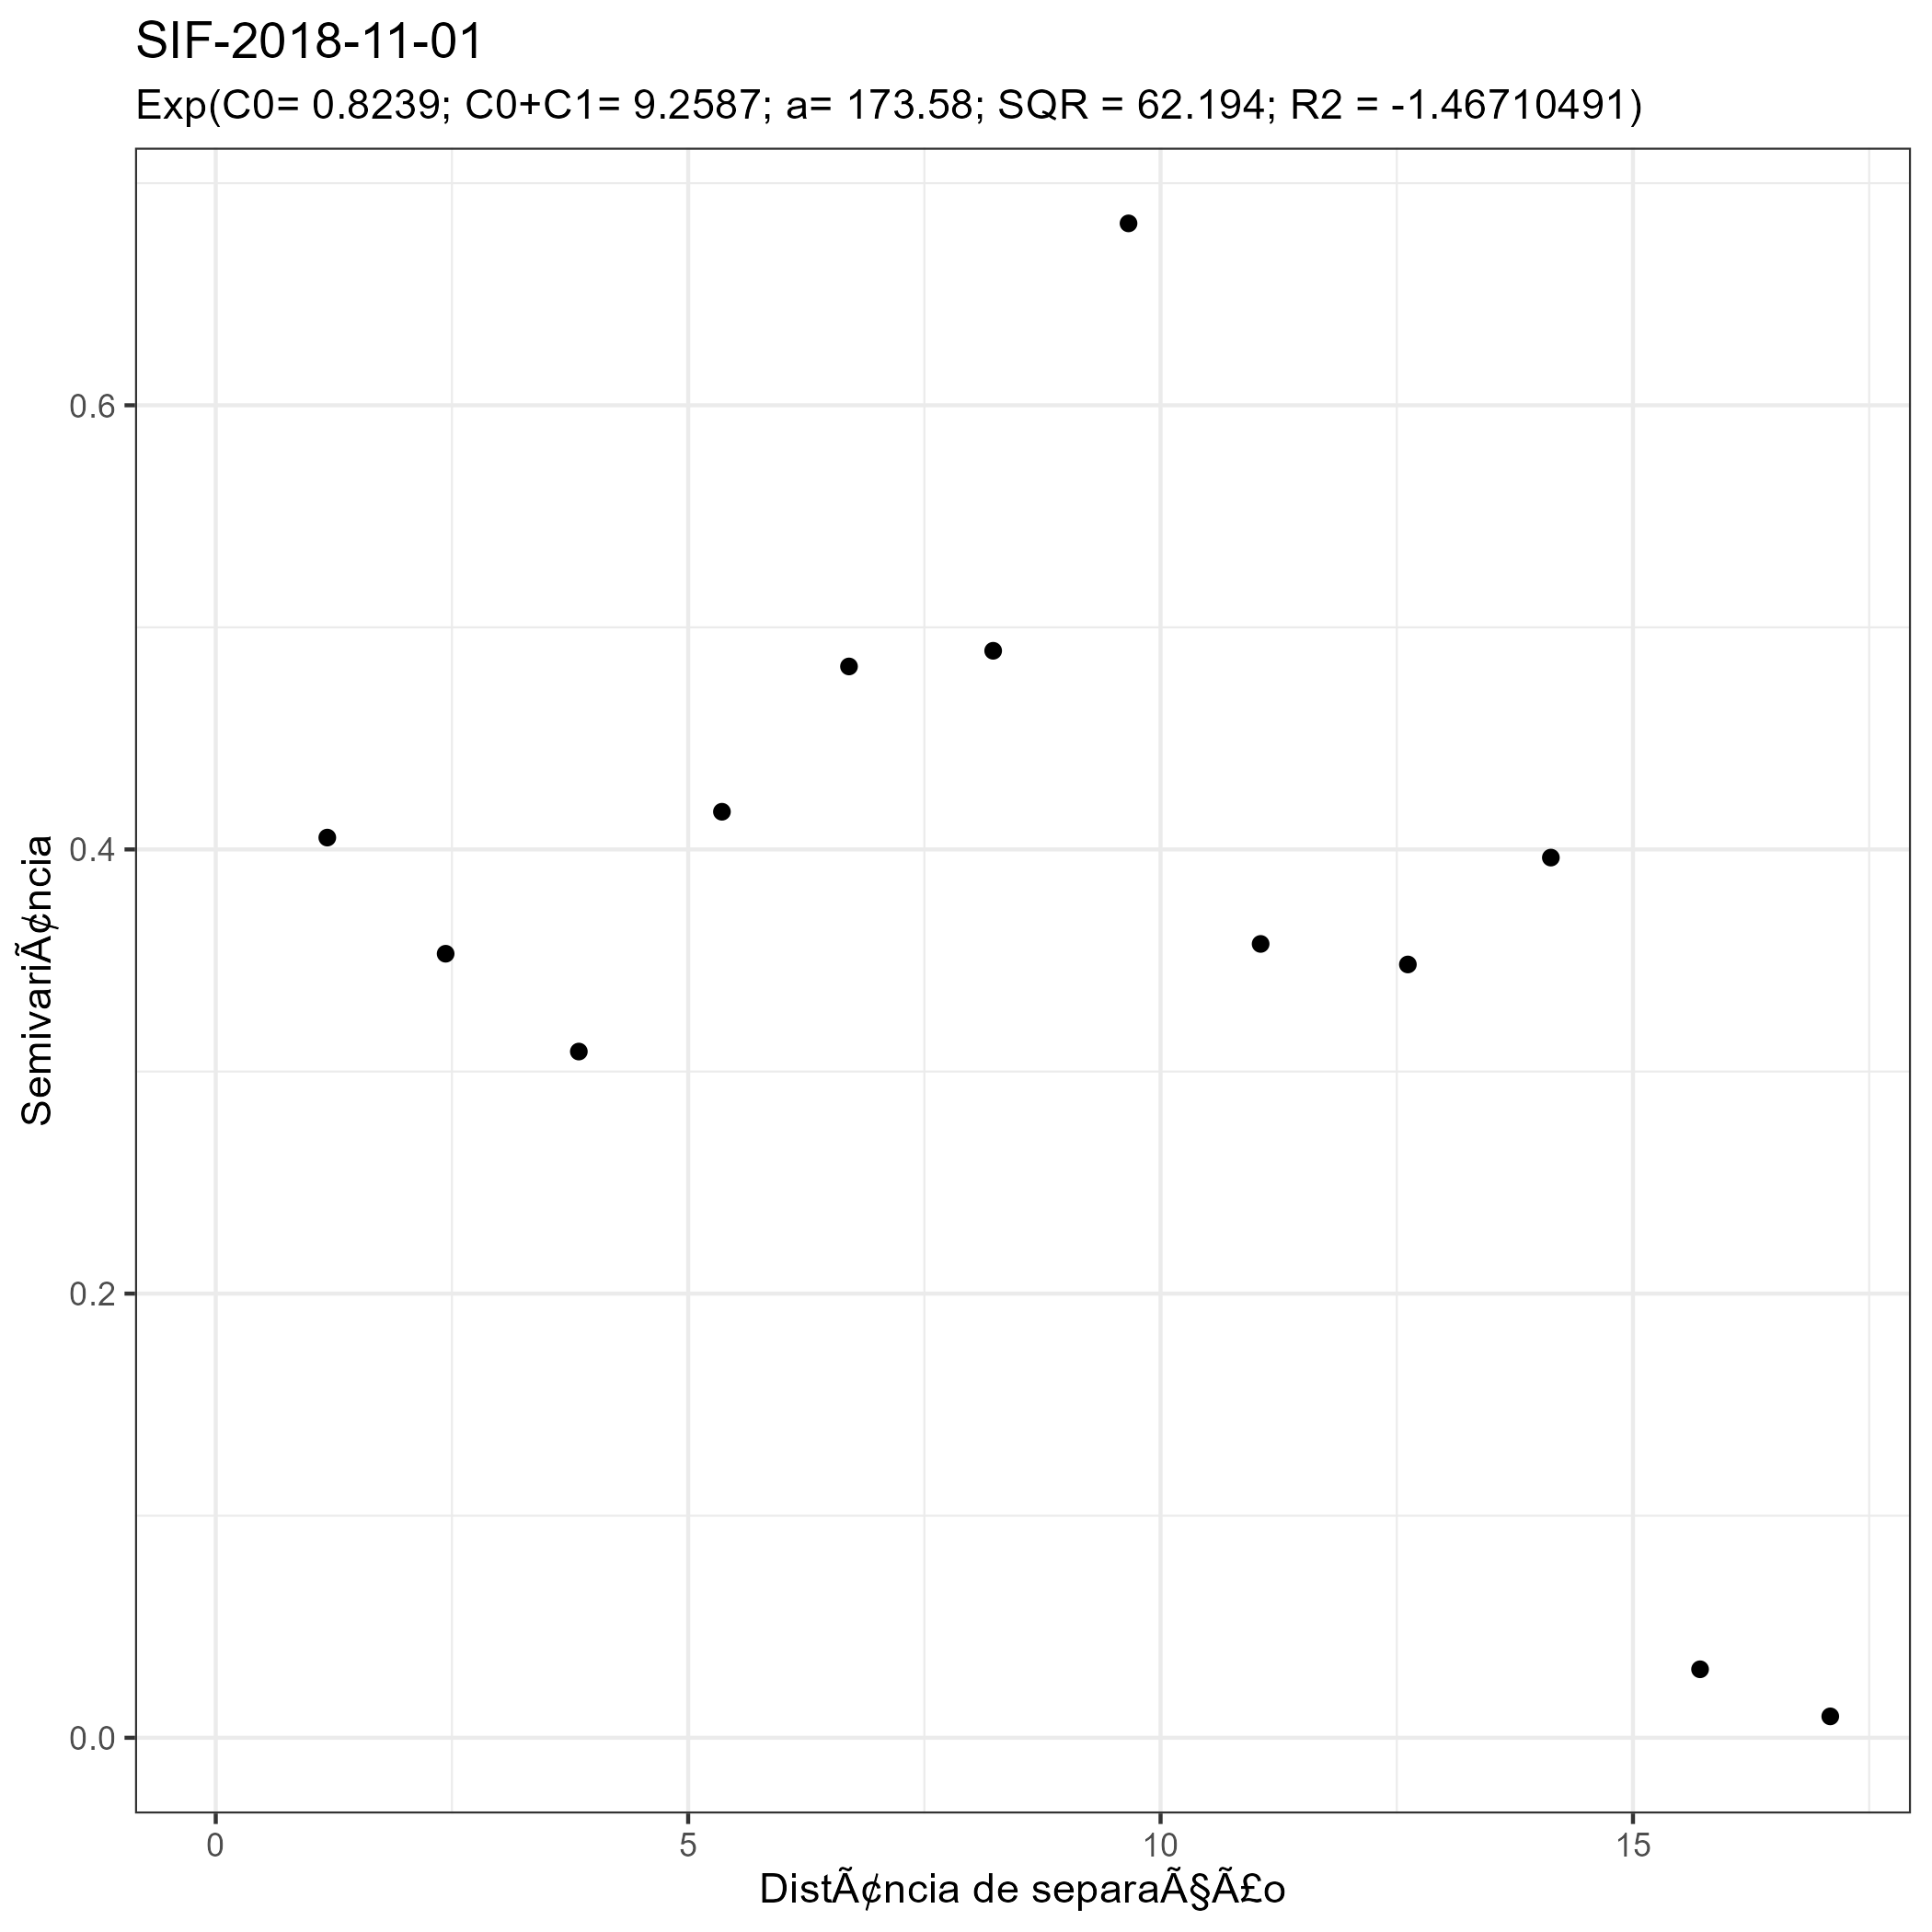 SIF-2018-11-01
Exp(C0= 0.8239; C0+C1= 9.2587; a= 173.58; SQR = 62.194; R2 = -1.46710491)
0.6
0.4
0.2
0.0
SemivariÃ¢ncia
0
5
10
15
DistÃ¢ncia de separaÃ§Ã£o